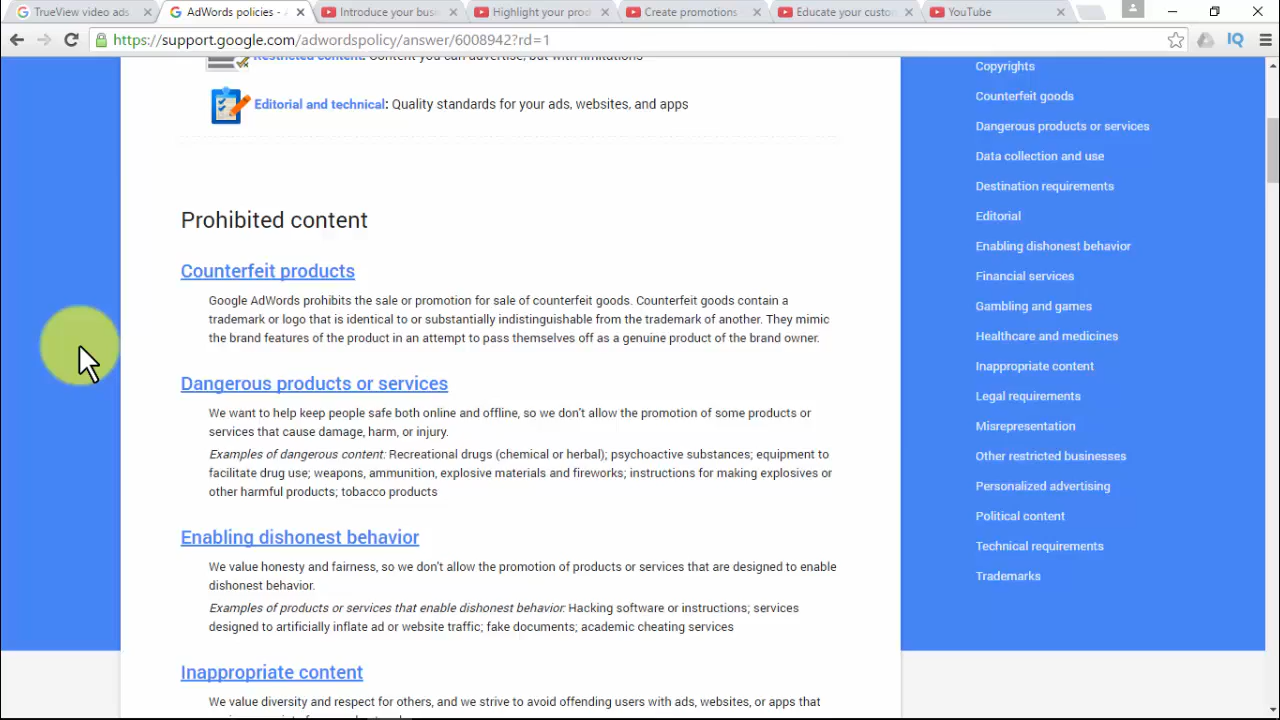 TrueView video ads
AdWords policies -
Introduce your busi
Highlight your prod
Create promotions
Educate your custo
YouTube
https://support.google.com/adwordspolicy/answer/6008942?rd=1
IQ
Restricted content: Content you can advertise, but with limitations
Editorial and technical: Quality standards for your ads, websites, and apps
Prohibited content
Counterfeit products
Google AdWords prohibits the sale or promotion for sale of counterfeit goods. Counterfeit goods contain a
trademark or logo that is identical to or substantially indistinguishable from the trademark of another. They mimic
the brand features of the product in an attempt to pass themselves off as a genuine product of the brand owner.
Dangerous products or services
We want to help keep people safe both online and offline, so we don't allow the promotion of some products or
services that cause damage, harm, or injury.
Examples of dangerous content: Recreational drugs (chemical or herbal); psychoactive substances; equipment to
facilitate drug use; weapons, ammunition, explosive materials and fireworks; instructions for making explosives or
other harmful products; tobacco products
Enabling dishonest behavior
We value honesty and fairness, so we don't allow the promotion of products or services that are designed to enable
dishonest behavior.
Examples of products or services that enable dishonest behavior: Hacking software or instructions; services
designed to artificially inflate ad or website traffic; fake documents; academic cheating services
Inappropriate content
We value diversity and respect for others, and we strive to avoid offending users with ads, websites, or apps that
Copyrights
Counterfeit goods
Dangerous products or services
Data collection and use
Destination requirements
Editorial
Enabling dishonest behavior
Financial services
Gambling and games
Healthcare and medicines
Inappropriate content
Legal requirements
Misrepresentation
Other restricted businesses
Personalized advertising
Political content
Technical requirements
Trademarks